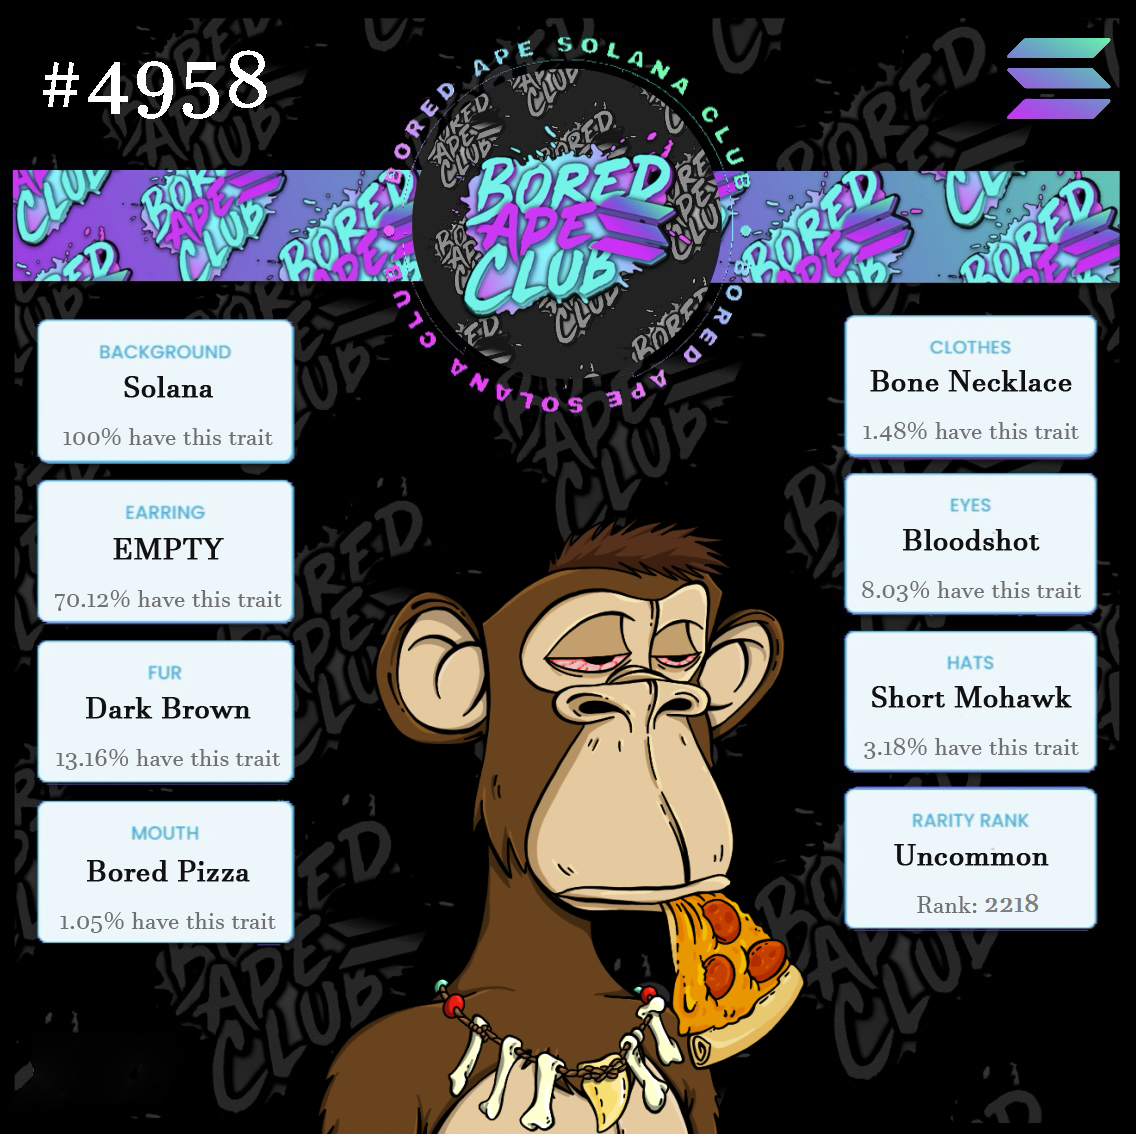 #4958
BORED APE SOLANA CLUB
BORED APE SOLANA CLUB
BORED
APE
CLUB
BACKGROUND
Solana
100% have this trait
EARRING
EMPTY
70.12% have this trait
FUR
Dark Brown
13.16% have this trait
MOUTH
Bored Pizza
1.05% have this trait
CLOTHES
Bone Necklace
1.48% have this trait
EYES
Bloodshot
8.03% have this trait
HATS
Short Mohawk
3.18% have this trait
RARITY RANK
Uncommon
Rank: 2218